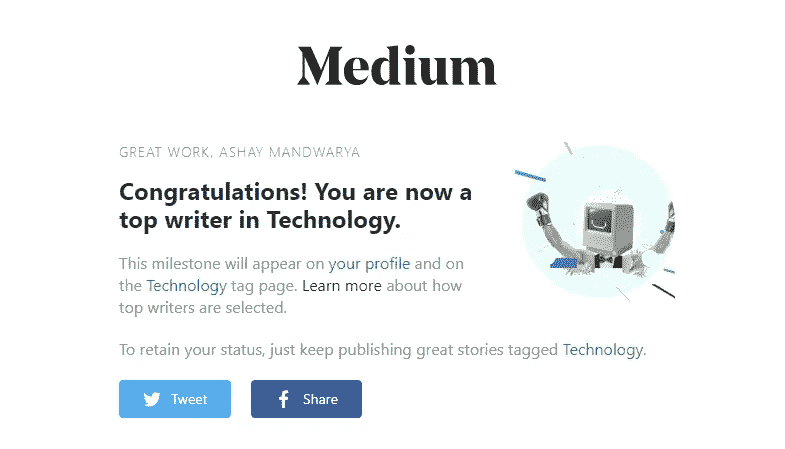 Medium
GREAT WORK, ASHAY MANDWARYA
Congratulations! You are now a
top writer in Technology.
This milestone will appear on your profile and on
the Technology tag page. Learn more about how
top writers are selected.
To retain your status, just keep publishing great stories tagged Technology.
Tweet
Share